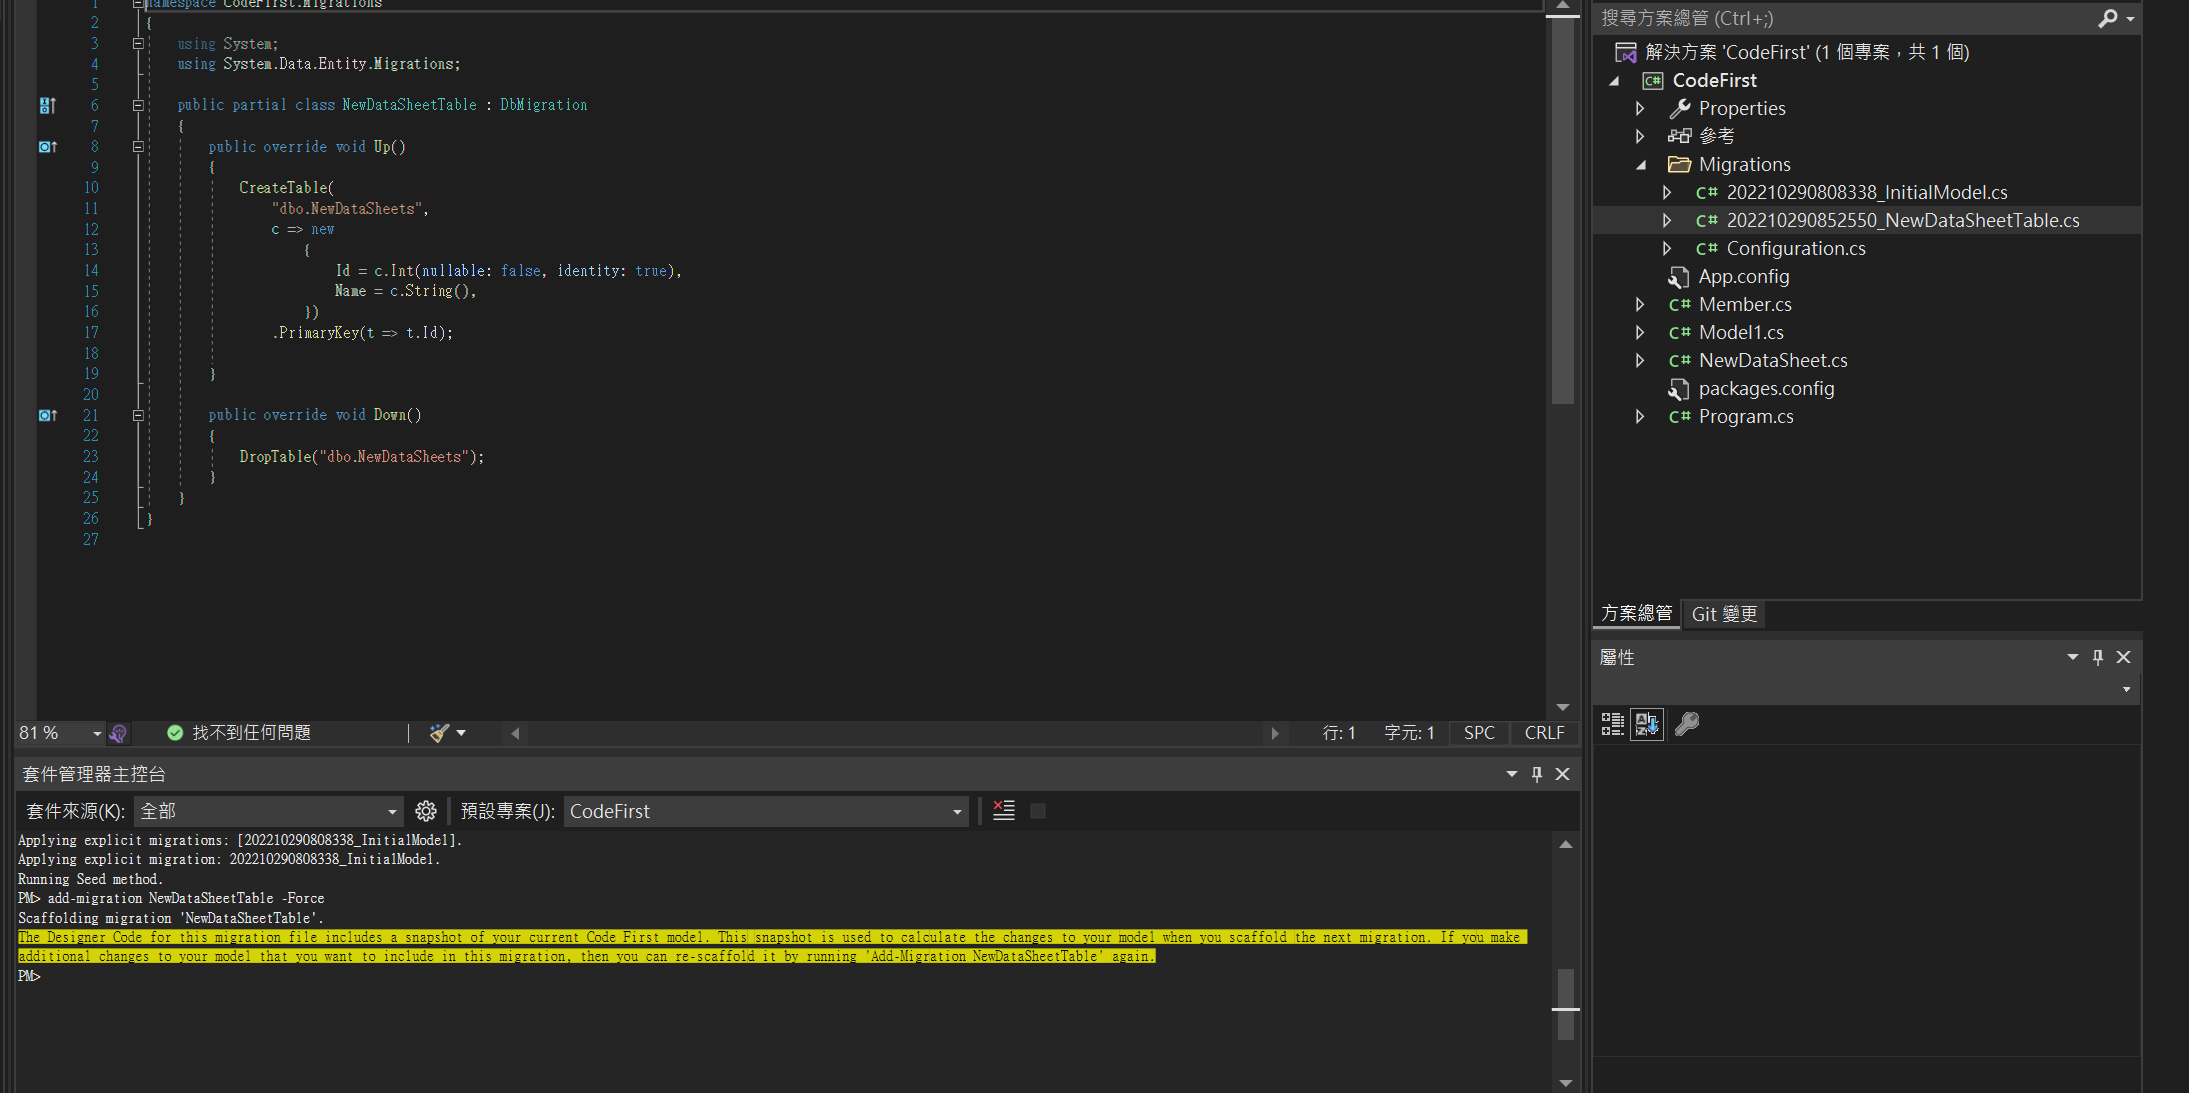 1 namespace CodeFirst.Migrations
2 {
3 using System;
4 using System.Data.Entity.Migrations;
5
6 public partial class NewDataSheetTable : DbMigration
7 {
8 public override void Up()
9 {
10 CreateTable(
11 "dbo.NewDataSheets",
12 c => new
13 {
14 Id = c.Int(nullable: false, identity: true),
15 Name = c.String(),
16 })
17 .PrimaryKey(t => t.Id);
18
19 }
20
21 public override void Down()
22 {
23 DropTable("dbo.NewDataSheets");
24 }
25 }
26 }
27
81 % 找不到任何問題 行: 1 字元: 1 SPC CRLF
套件管理器主控台
套件來源(K): 全部 預設專案(J): CodeFirst
Applying explicit migrations: [202210290808338_InitialModel].
Applying explicit migration: 202210290808338_InitialModel.
Running Seed method.
PM> add-migration NewDataSheetTable -Force
Scaffolding migration 'NewDataSheetTable'.
The Designer Code for this migration file includes a snapshot of your current Code First model. This snapshot is used to calculate the changes to your model when you scaffold the next migration. If you make
additional changes to your model that you want to include in this migration, then you can re-scaffold it by running 'Add-Migration NewDataSheetTable' again.
PM>
搜尋方案總管 (Ctrl+;)
解決方案 'CodeFirst' (1 個專案，共 1 個)
C# CodeFirst
Properties
參考
Migrations
C# 202210290808338_InitialModel.cs
C# 202210290852550_NewDataSheetTable.cs
C# Configuration.cs
App.config
C# Member.cs
C# Model1.cs
C# NewDataSheet.cs
packages.config
C# Program.cs
方案總管 Git 變更
屬性